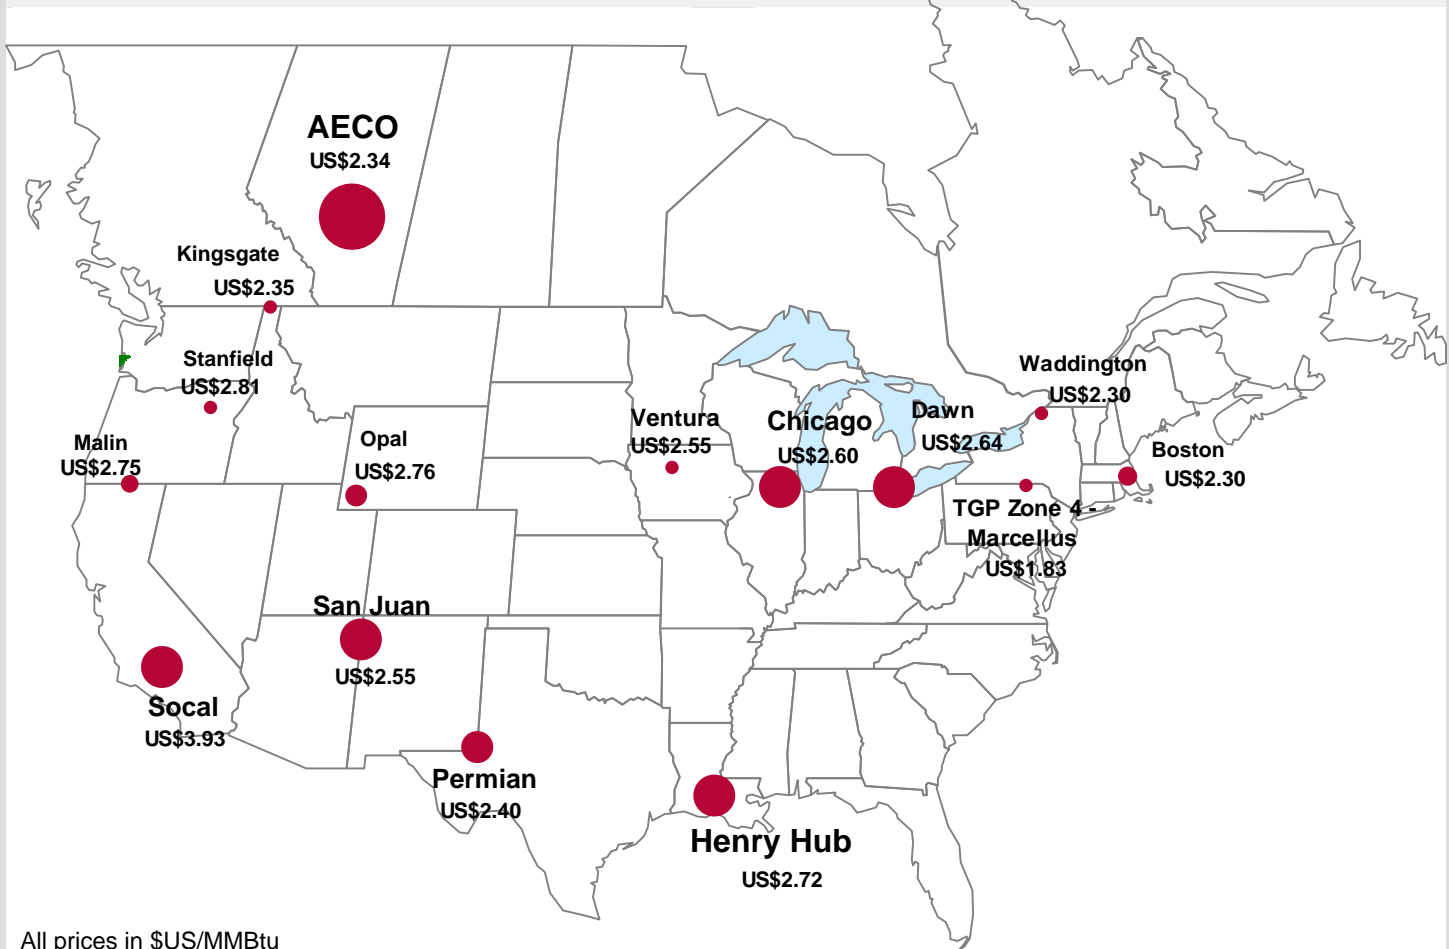 AECO
US$2.34
Kingsgate
US$2.35
Stanfield
US$2.81
Waddington
US$2.30
Ventura
US$2.55
Chicago
US$2.60
Dawn
US$2.64
Malin
US$2.75
Opal
US$2.76
Boston
US$2.30
TGP Zone 4 -
Marcellus
US$1.83
San Juan
US$2.55
Socal
US$3.93
Permian
US$2.40
Henry Hub
US$2.72
All prices in $US/MMBtu